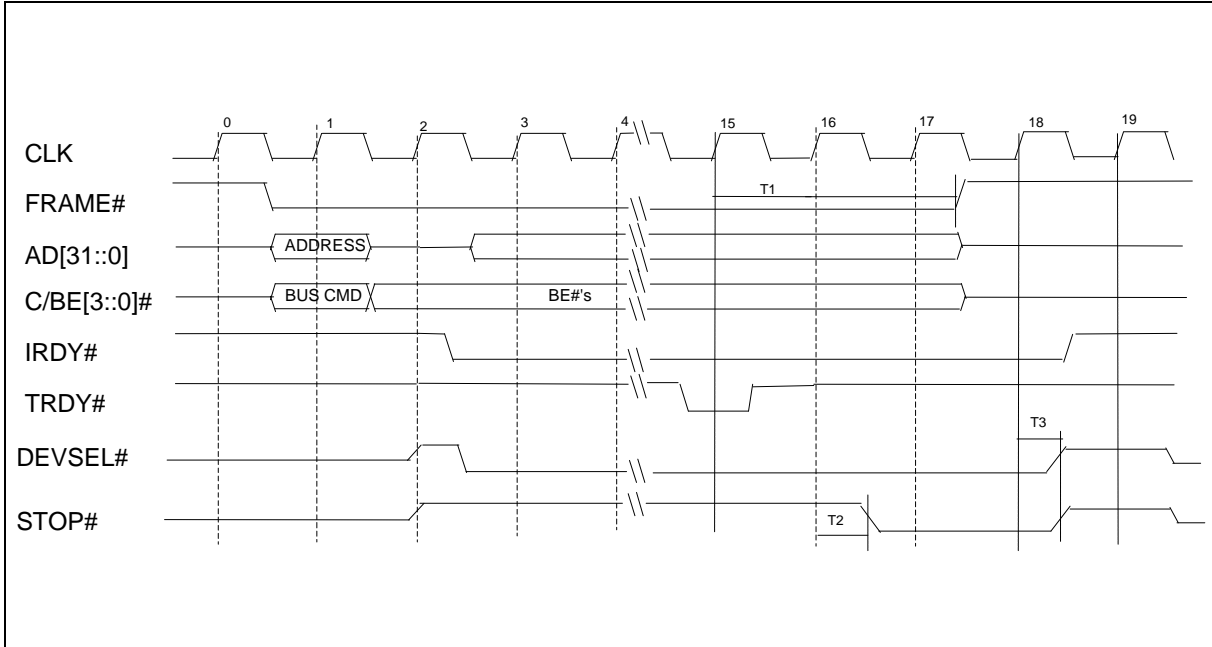 0 1 2 3 4 15 16 17 18 19
CLK
T1
FRAME#
ADDRESS
AD[31::0]
BUS CMD BE#'s
C/BE[3::0]#
IRDY#
TRDY#
T3
DEVSEL#
T2
STOP#